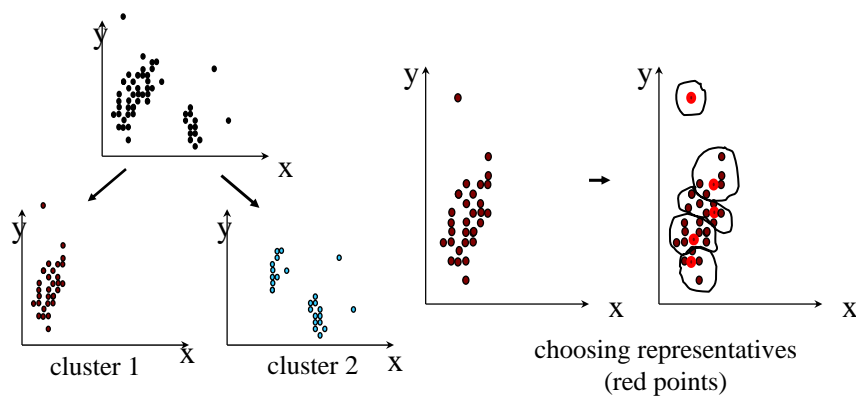 y
x
y
x
cluster 1
y
x
cluster 2
y
x
y
x
choosing representatives
(red points)